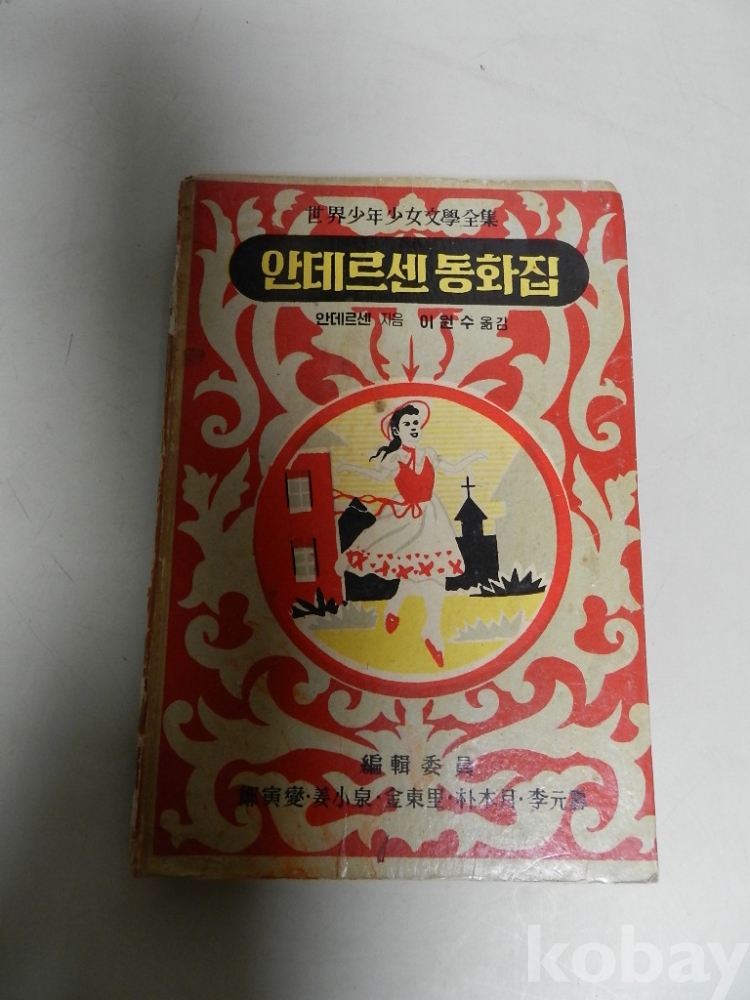 世界少年少女文學全集
안데르센 동화집
안데르센 지음 이원수 옮김
編輯委員
鄭寅燮·姜小泉·金東里·朴木月·李元壽
kobay